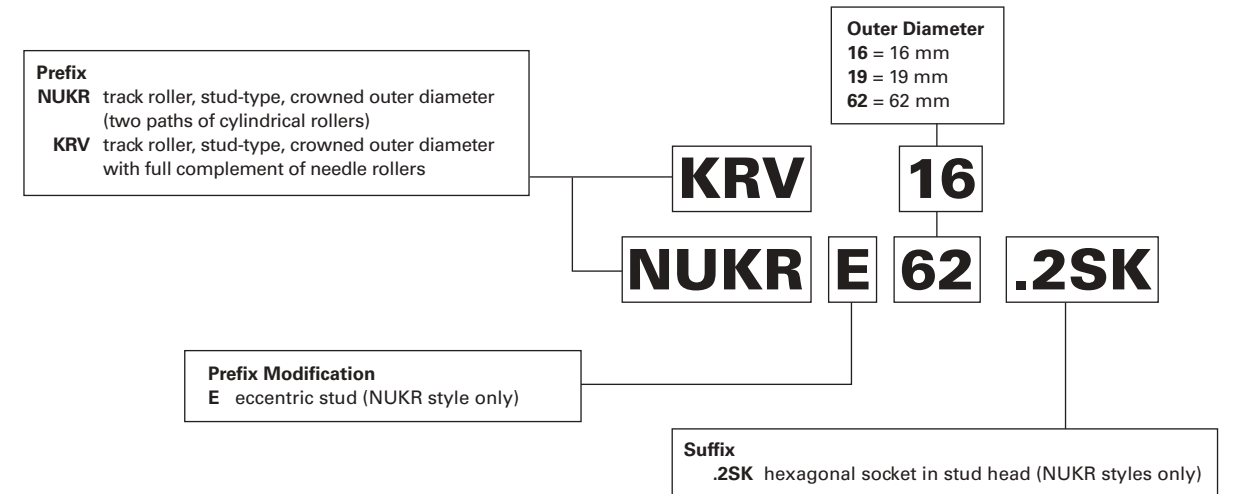 Outer Diameter
16 = 16 mm
19 = 19 mm
62 = 62 mm
Prefix
NUKR track roller, stud-type, crowned outer diameter
(two paths of cylindrical rollers)
KRV track roller, stud-type, crowned outer diameter
with full complement of needle rollers
KRV 16
NUKR E 62 .2SK
Prefix Modification
E eccentric stud (NUKR style only)
Suffix
.2SK hexagonal socket in stud head (NUKR styles only)